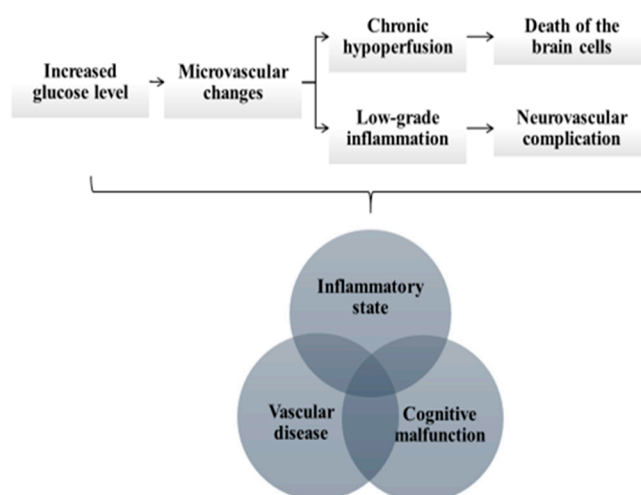 Increased
glucose level
Microvascular
changes
Chronic
hypoperfusion
Death of the
brain cells
Low-grade
inflammation
Neurovascular
complication
Inflammatory
state
Vascular
disease
Cognitive
malfunction